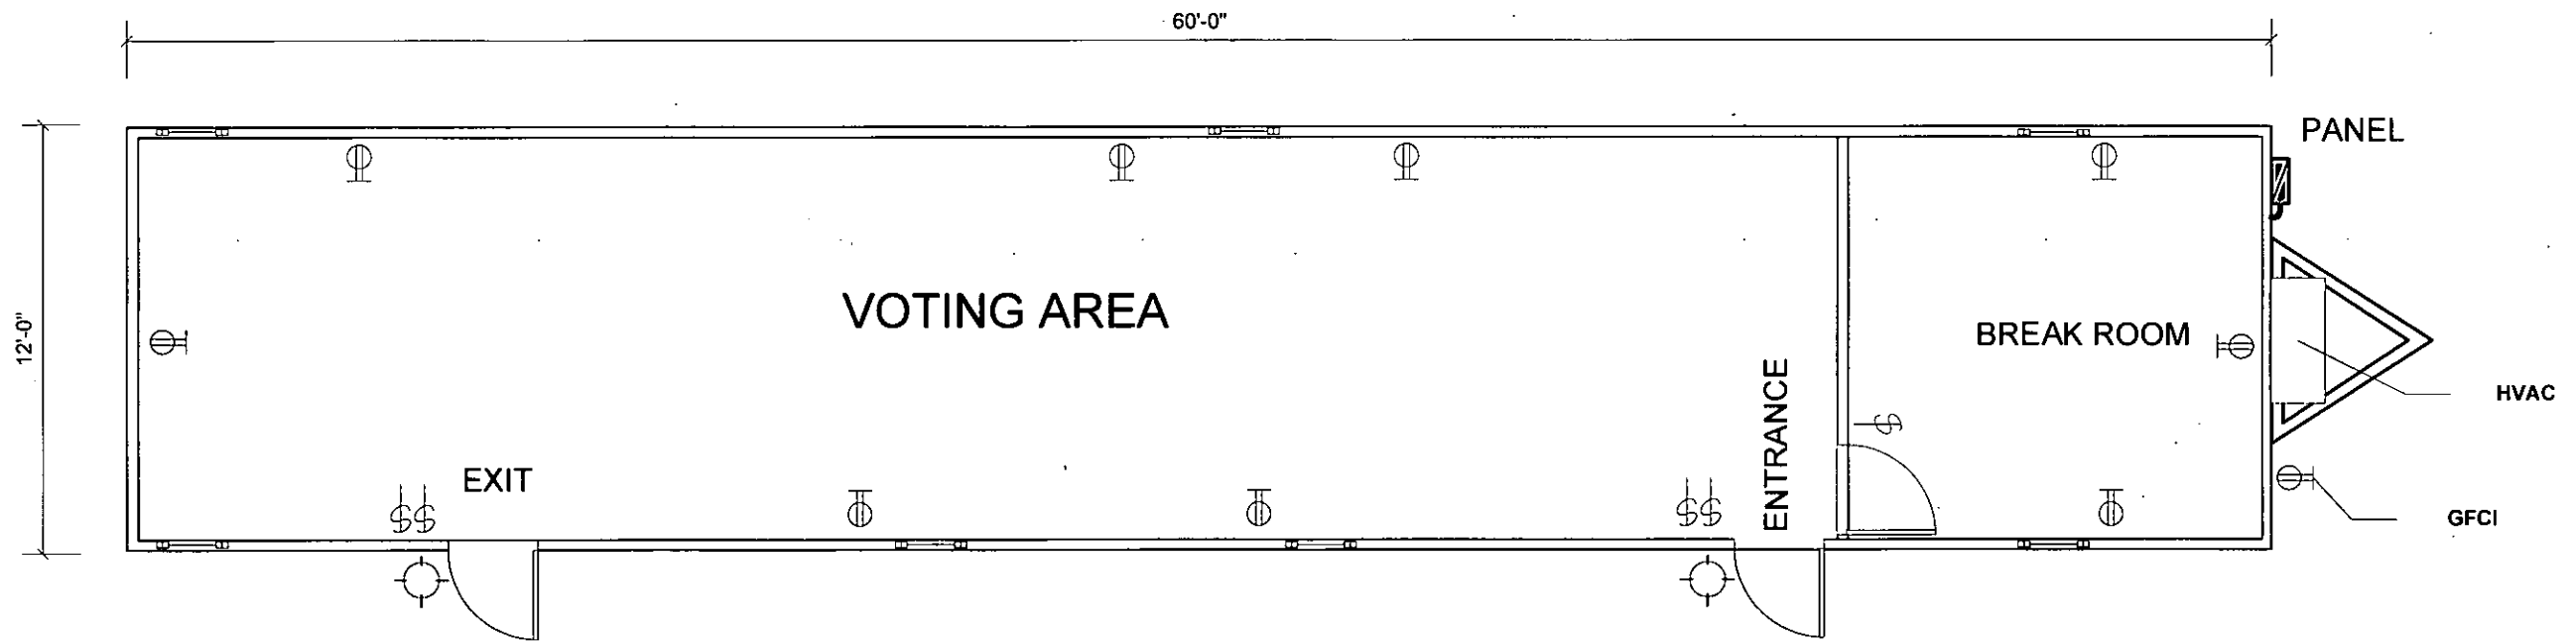 60'-0"
PANEL
12'-0"
VOTING AREA
BREAK ROOM
ENTRANCE
HVAC
EXIT
GFCI